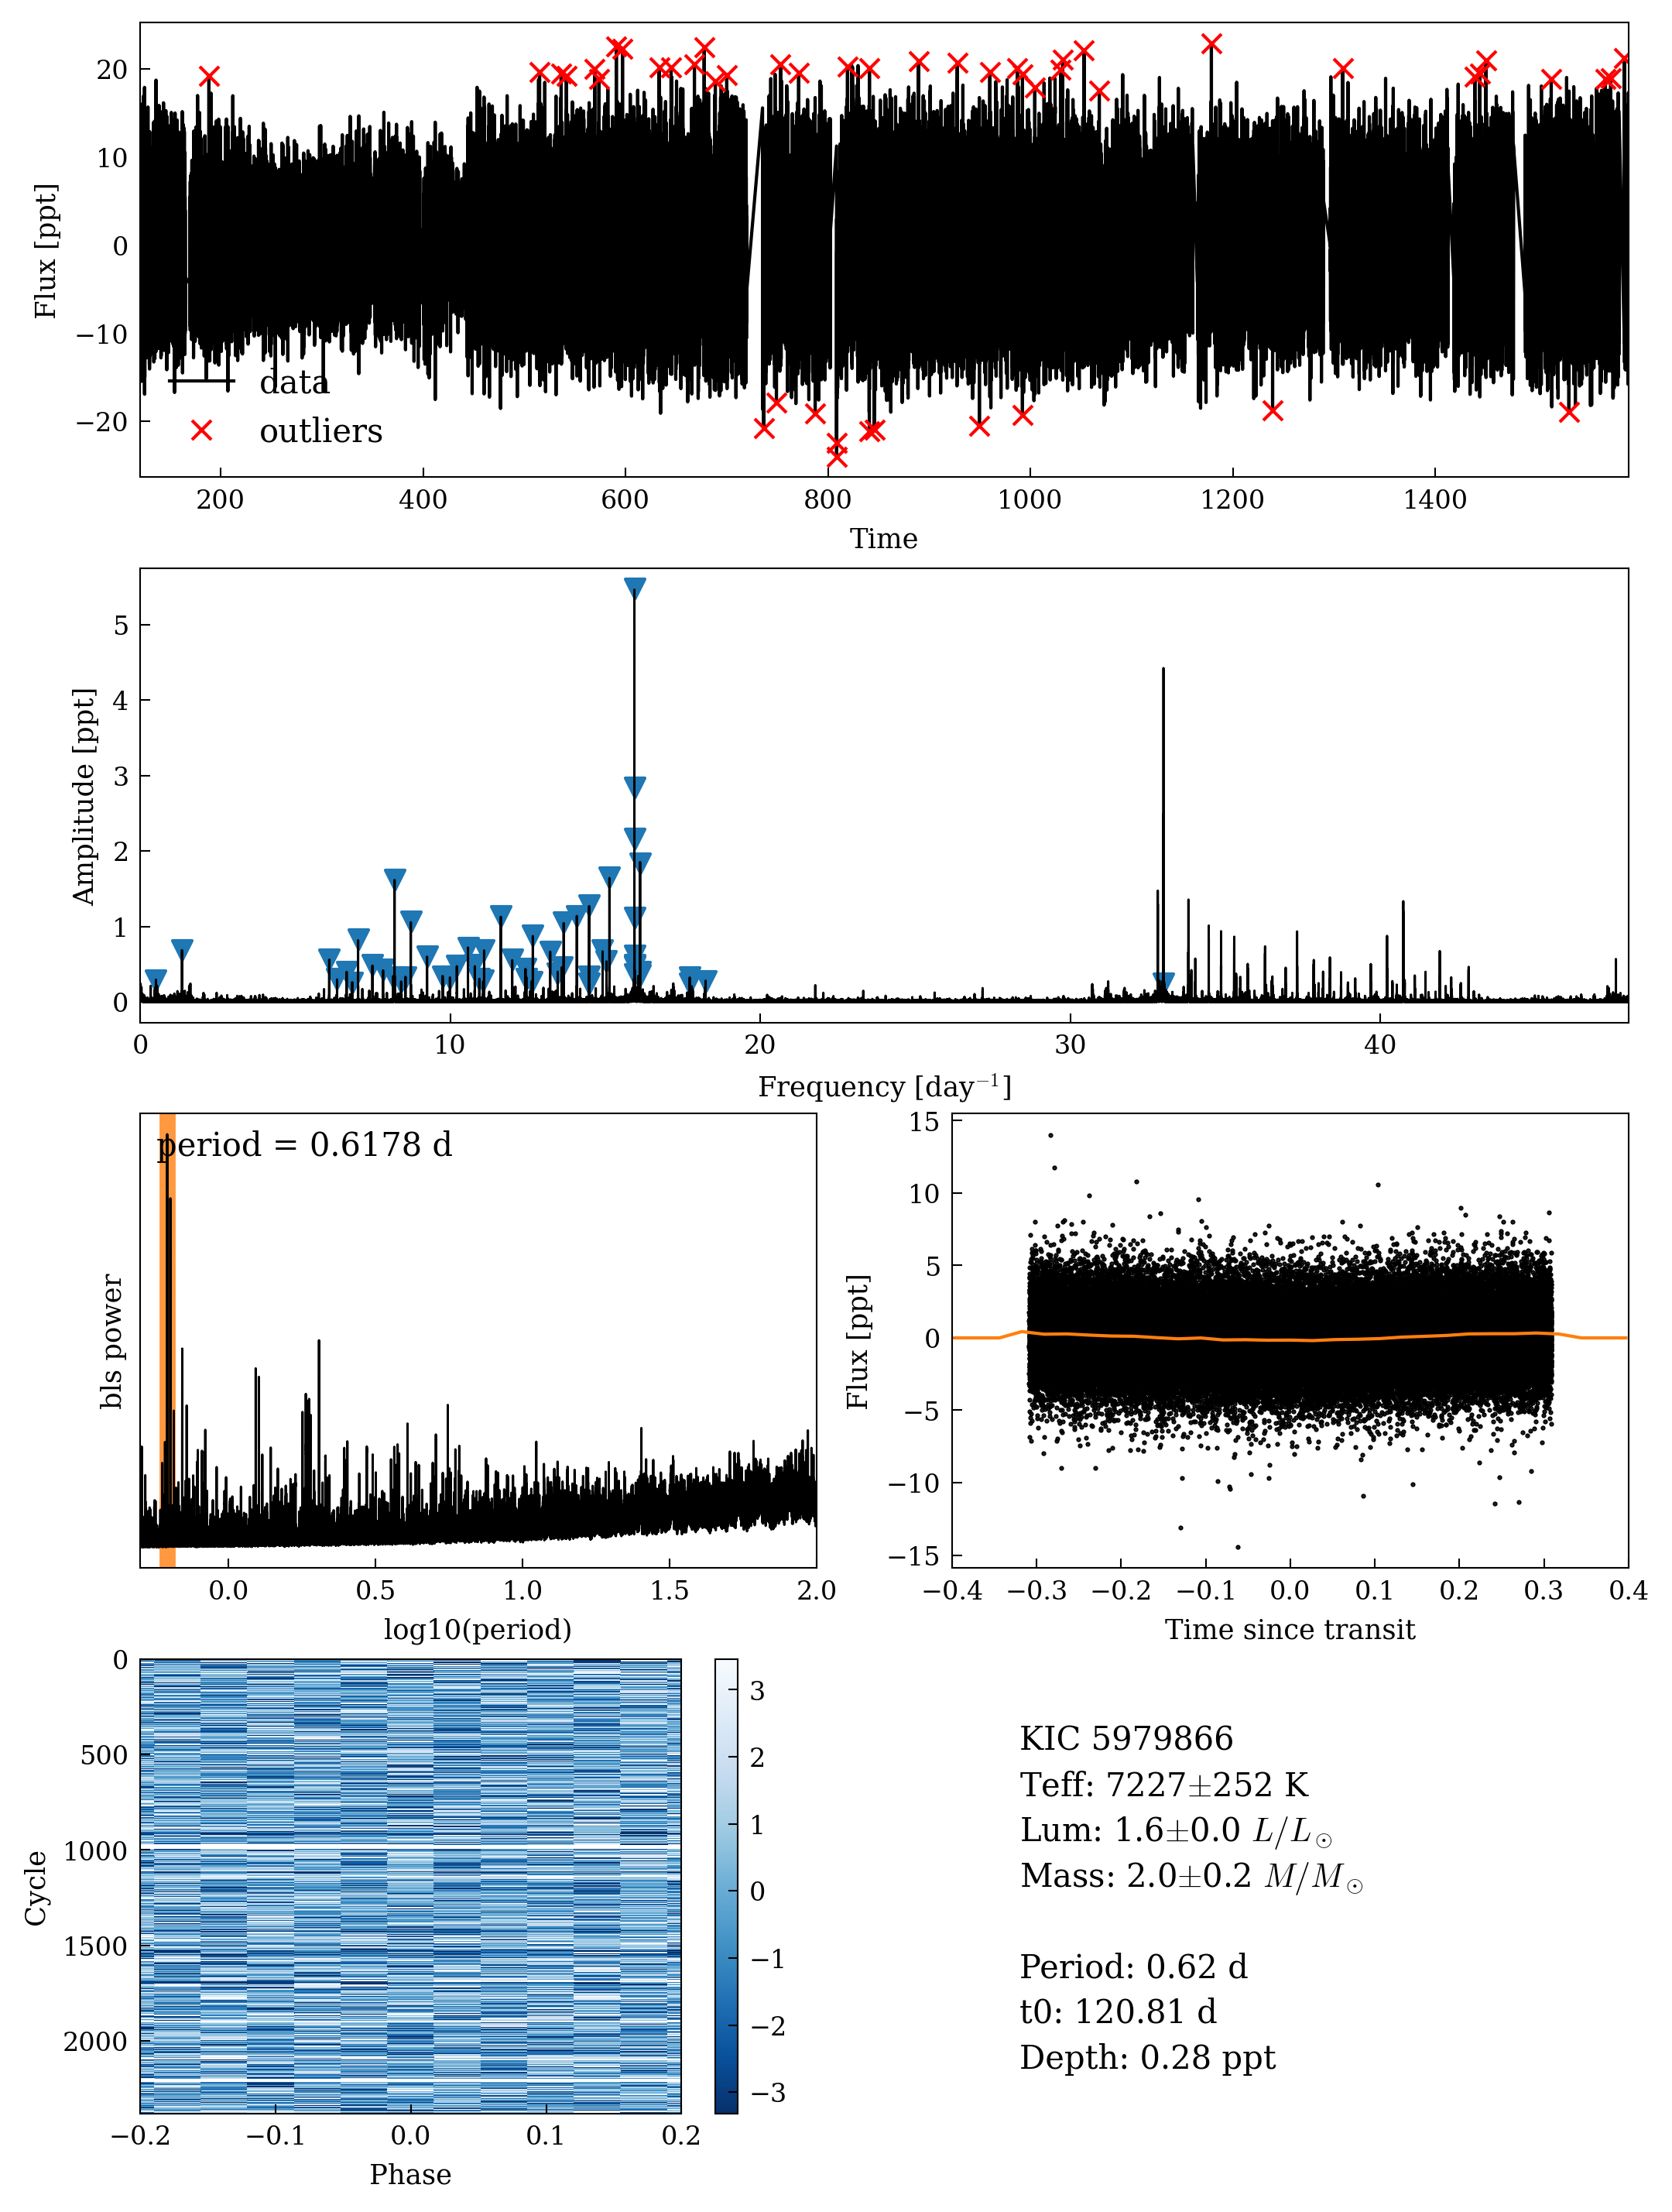 20
10
0
−10
−20
Flux [ppt]
data
outliers
200 400 600 800 1000 1200 1400
Time
5
4
3
2
1
0
Amplitude [ppt]
0 10 20 30 40
Frequency [day⁻¹]
period = 0.6178 d
bls power
0.0 0.5 1.0 1.5 2.0
log10(period)
15
10
5
0
−5
−10
−15
Flux [ppt]
−0.4 −0.3 −0.2 −0.1 0.0 0.1 0.2 0.3 0.4
Time since transit
0
500
1000
1500
2000
Cycle
−0.2 −0.1 0.0 0.1 0.2
Phase
3
2
1
0
−1
−2
−3
KIC 5979866
Teff: 7227±252 K
Lum: 1.6±0.0 L/L⊙
Mass: 2.0±0.2 M/M⊙
Period: 0.62 d
t0: 120.81 d
Depth: 0.28 ppt